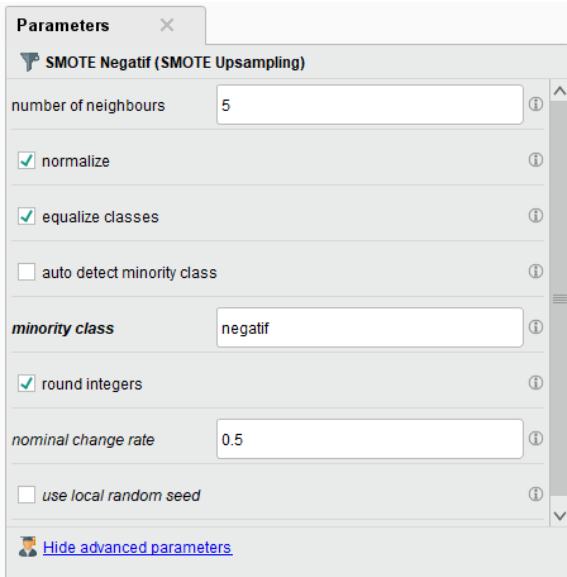 Parameters
SMOTE Negatif (SMOTE Upsampling)
number of neighbours 5
normalize
equalize classes
auto detect minority class
minority class negatif
round integers
nominal change rate 0.5
use local random seed
Hide advanced parameters